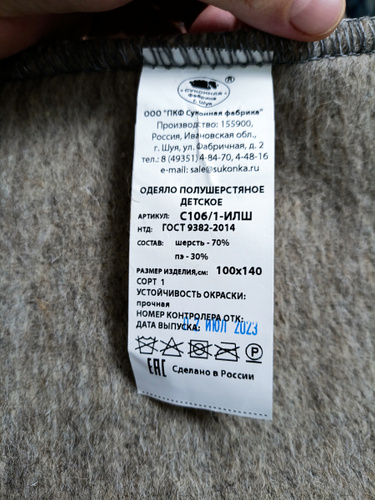 СУКОННАЯ
фабрика
г. Шуя
®
ООО "ПКФ Суконная фабрика"
Производство: 155900,
Россия, Ивановская обл.,
г. Шуя, ул. Фабричная, д. 2
тел.: 8 (49351) 4-84-70, 4-48-16
e-mail: sale@sukonka.ru
ОДЕЯЛО ПОЛУШЕРСТЯНОЕ
ДЕТСКОЕ
АРТИКУЛ: С106/1-ИЛШ
НТД: ГОСТ 9382-2014
СОСТАВ: шерсть - 70%
пэ - 30%
РАЗМЕР ИЗДЕЛИЯ,см: 100х140
СОРТ 1
УСТОЙЧИВОСТЬ ОКРАСКИ:
прочная
НОМЕР КОНТРОЛЕРА ОТК:
ДАТА ВЫПУСКА: ИЮЛ 2023
P
ЕАС Сделано в России